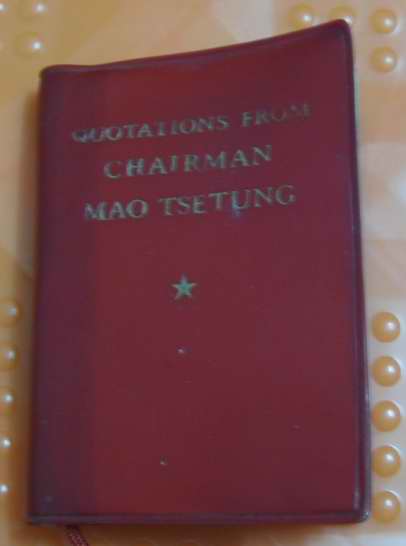 QUOTATIONS FROM
CHAIRMAN
MAO TSETUNG